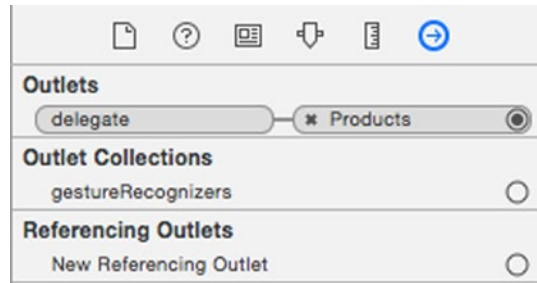 Outlets
delegate Products
Outlet Collections
gestureRecognizers
Referencing Outlets
New Referencing Outlet